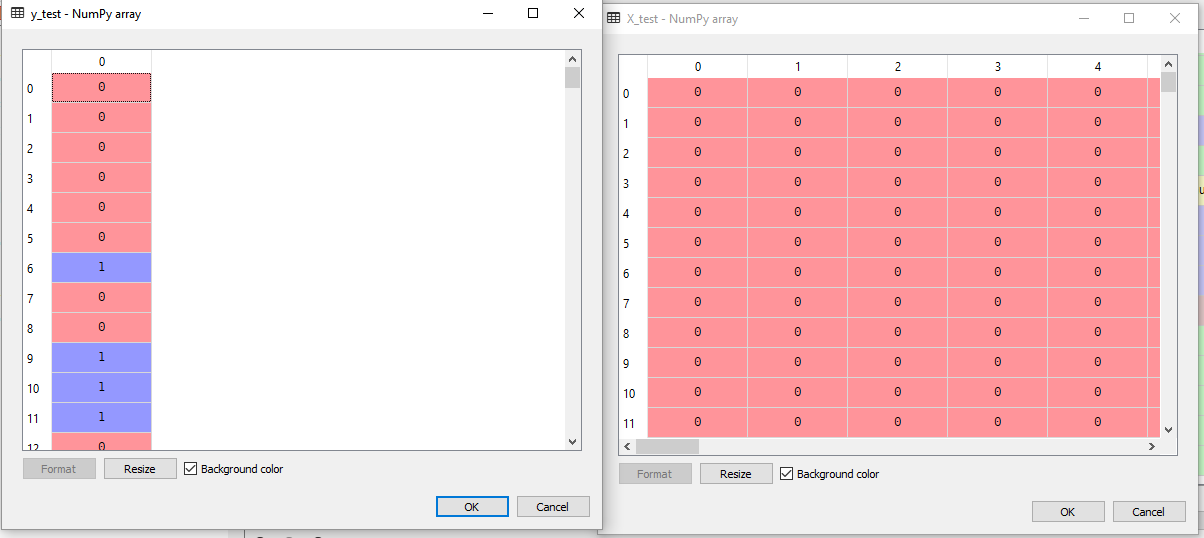 y_test - NumPy array
0
0 0
1 0
2 0
3 0
4 0
5 0
6 1
7 0
8 0
9 1
10 1
11 1
12 0
Format Resize Background color
OK Cancel
X_test - NumPy array
0 1 2 3 4
0 0 0 0 0 0
1 0 0 0 0 0
2 0 0 0 0 0
3 0 0 0 0 0
4 0 0 0 0 0
5 0 0 0 0 0
6 0 0 0 0 0
7 0 0 0 0 0
8 0 0 0 0 0
9 0 0 0 0 0
10 0 0 0 0 0
11 0 0 0 0 0
Format Resize Background color
OK Cancel